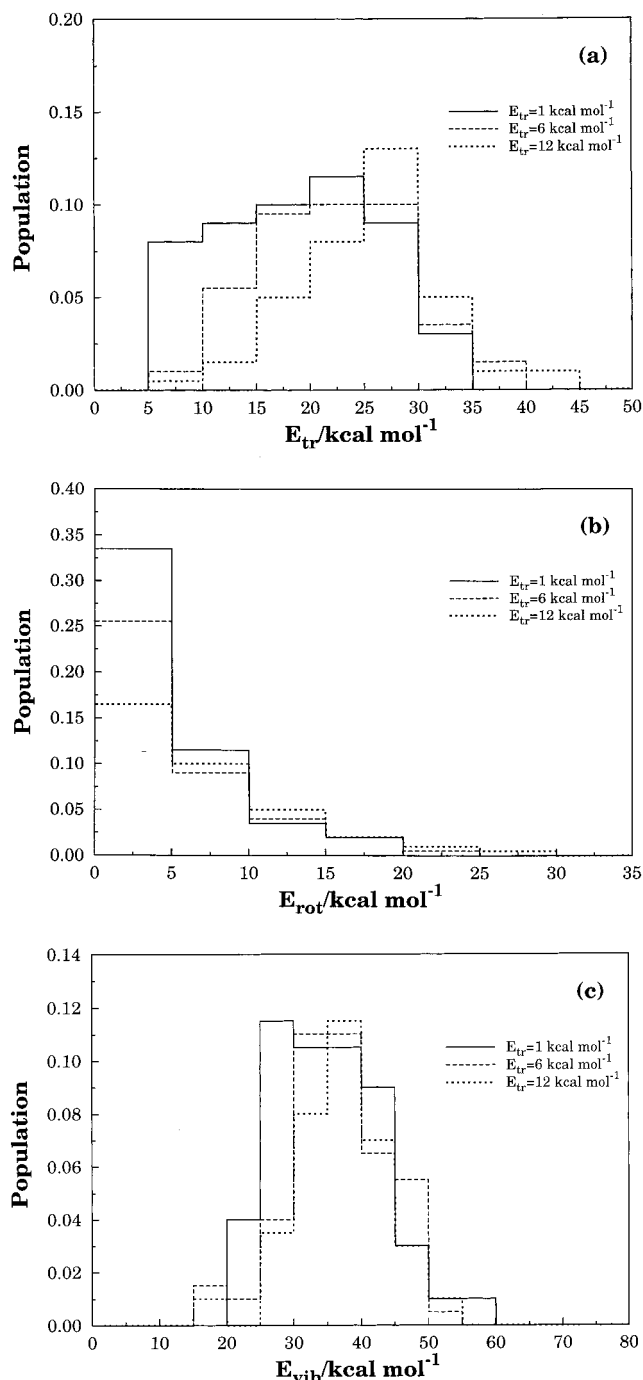 0.20
(a)
E_tr=1 kcal mol^-1
E_tr=6 kcal mol^-1
E_tr=12 kcal mol^-1
0.15
0.10
0.05
0.00
Population
0 5 10 15 20 25 30 35 40 45 50
E_tr/kcal mol^-1
0.40
(b)
E_tr=1 kcal mol^-1
E_tr=6 kcal mol^-1
E_tr=12 kcal mol^-1
0.35
0.30
0.25
0.20
0.15
0.10
0.05
0.00
Population
0 5 10 15 20 25 30 35
E_rot/kcal mol^-1
0.14
(c)
E_tr=1 kcal mol^-1
E_tr=6 kcal mol^-1
E_tr=12 kcal mol^-1
0.12
0.10
0.08
0.06
0.04
0.02
0.00
Population
0 10 20 30 40 50 60 70 80
E_vib/kcal mol^-1